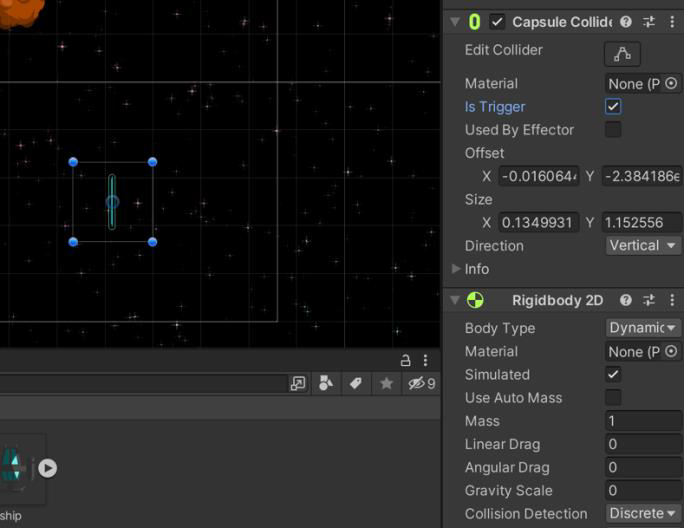 Capsule Collide
Edit Collider
Material None (P
Is Trigger
Used By Effector
Offset
X -0.016064 Y -2.384186e
Size
X 0.1349931 Y 1.152556
Direction Vertical
Info
Rigidbody 2D
Body Type Dynamic
Material None (P
Simulated
Use Auto Mass
Mass 1
Linear Drag 0
Angular Drag 0
Gravity Scale 0
Collision Detection Discrete
9
ship